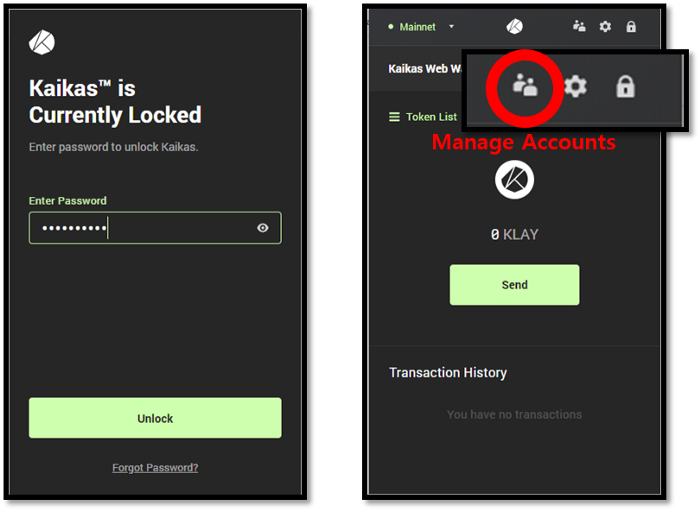 Kaikas™ is
Currently Locked
Enter password to unlock Kaikas.
Enter Password
••••••••••
Unlock
Forgot Password?
Mainnet
Kaikas Web Wa
Token List
Manage Accounts
0 KLAY
Send
Transaction History
You have no transactions